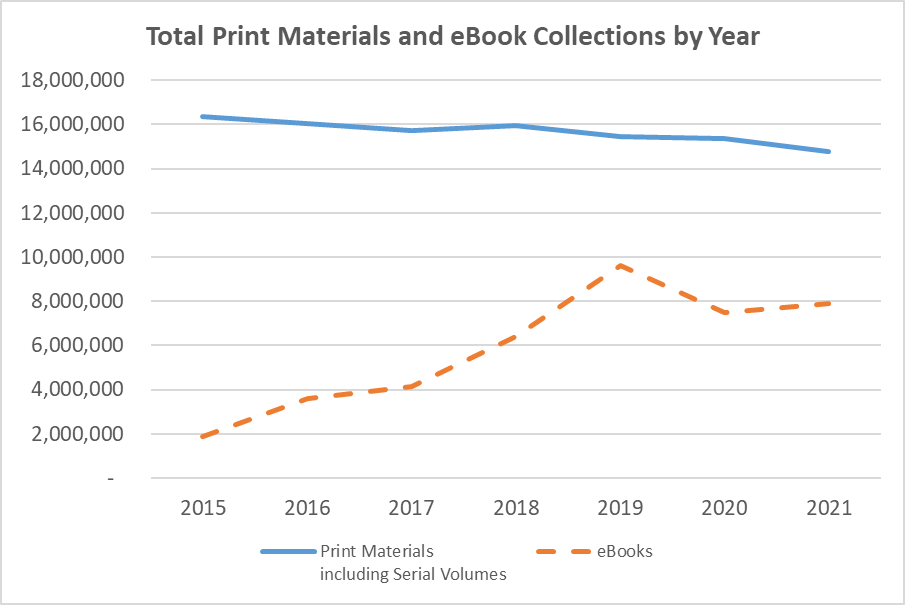 Total Print Materials and eBook Collections by Year
18,000,000
16,000,000
14,000,000
12,000,000
10,000,000
8,000,000
6,000,000
4,000,000
2,000,000
-
2015 2016 2017 2018 2019 2020 2021
Print Materials eBooks
including Serial Volumes